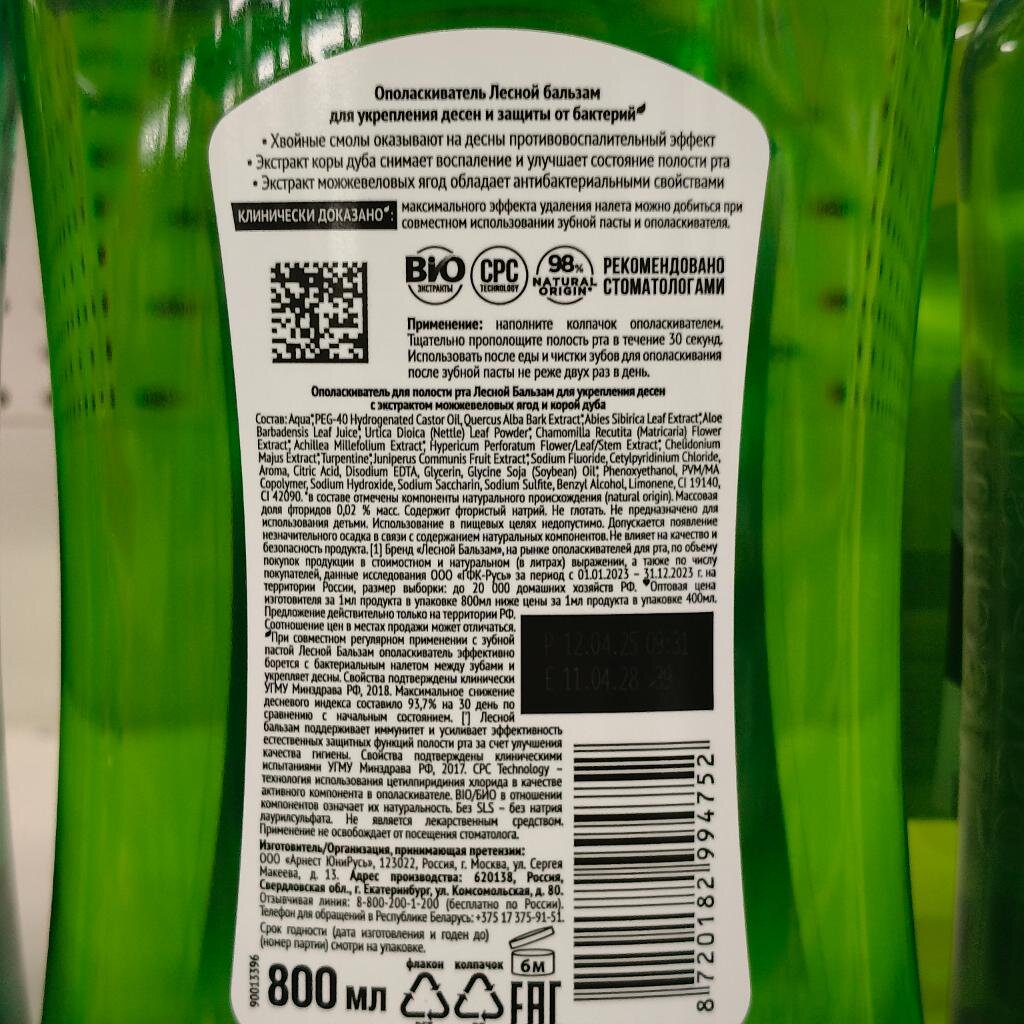 Ополаскиватель Лесной бальзам
для укрепления десен и защиты от бактерий
• Хвойные смолы оказывают на десны противовоспалительный эффект
• Экстракт коры дуба снимает воспаление и улучшает состояние полости рта
• Экстракт можжевеловых ягод обладает антибактериальными свойствами
КЛИНИЧЕСКИ ДОКАЗАНО: максимального эффекта удаления налета можно добиться при
совместном использовании зубной пасты и ополаскивателя.
BIO ЭКСТРАКТЫ
CPC TECHNOLOGY
98% NATURAL ORIGIN*
РЕКОМЕНДОВАНО
СТОМАТОЛОГАМИ
Применение: наполните колпачок ополаскивателем.
Тщательно прополощите полость рта в течение 30 секунд.
Использовать после еды и чистки зубов для ополаскивания
после зубной пасты не реже двух раз в день.
Ополаскиватель для полости рта Лесной Бальзам для укрепления десен
с экстрактом можжевеловых ягод и корой дуба
Состав: Aqua*, PEG-40 Hydrogenated Castor Oil, Quercus Alba Bark Extract*, Abies Sibirica Leaf Extract*, Aloe
Barbadensis Leaf Juice*, Urtica Dioica (Nettle) Leaf Powder*, Chamomilla Recutita (Matricaria) Flower
Extract*, Achillea Millefolium Extract*, Hypericum Perforatum Flower/Leaf/Stem Extract*, Chelidonium
Majus Extract*, Turpentine*, Juniperus Communis Fruit Extract*, Sodium Fluoride, Cetylpyridinium Chloride,
Aroma, Citric Acid, Disodium EDTA, Glycerin, Glycine Soja (Soybean) Oil*, Phenoxyethanol, PVM/MA
Copolymer, Sodium Hydroxide, Sodium Saccharin, Sodium Sulfite, Benzyl Alcohol, Limonene, CI 19140,
CI 42090. *в составе отмечены компоненты натурального происхождения (natural origin). Массовая
доля фторидов 0,02 % масс. Содержит фтористый натрий. Не глотать. Не предназначено для
использования детьми. Использование в пищевых целях недопустимо. Допускается появление
незначительного осадка в связи с содержанием натуральных компонентов. Не влияет на качество и
безопасность продукта. [1] Бренд «Лесной Бальзам», на рынке ополаскивателей для рта, по объему
покупок продукции в стоимостном и натуральном (в литрах) выражении, а также по числу
покупателей, данные исследования ООО «ГФК-Русь» за период с 01.01.2023 – 31.12.2023 г. на
территории России, размер выборки: до 20 000 домашних хозяйств РФ. Оптовая цена
изготовителя за 1мл продукта в упаковке 800мл ниже цены за 1мл продукта в упаковке 400мл.
Предложение действительно только на территории РФ.
Соотношение цен в местах продажи может отличаться.
При совместном регулярном применении с зубной
пастой Лесной Бальзам ополаскиватель эффективно
борется с бактериальным налетом между зубами и
укрепляет десны. Свойства подтверждены клинически
УГМУ Минздрава РФ, 2018. Максимальное снижение
десневого индекса составило 93,7% на 30 день по
сравнению с начальным состоянием. [*] Лесной
бальзам поддерживает иммунитет и усиливает эффективность
естественных защитных функций полости рта за счет улучшения
качества гигиены. Свойства подтверждены клиническими
испытаниями УГМУ Минздрава РФ, 2017. CPC Technology –
технология использования цетилпиридиния хлорида в качестве
активного компонента в ополаскивателе. BIO/БИО в отношении
компонентов означает их натуральность. Без SLS – без натрия
лаурилсульфата. Не является лекарственным средством.
Применение не освобождает от посещения стоматолога.
P 12.04.25 09:31
E 11.04.28
Изготовитель/Организация, принимающая претензии:
ООО «Арнест ЮниРусь», 123022, Россия, г. Москва, ул. Сергея
Макеева, д. 13. Адрес производства: 620138, Россия,
Свердловская обл., г. Екатеринбург, ул. Комсомольская, д. 80.
Отзывчивая линия: 8-800-200-1-200 (бесплатно по России).
Телефон для обращений в Республике Беларусь: +375 17 375-91-51.
Срок годности (дата изготовления и годен до)
(номер партии) смотри на упаковке.
90013396
800 мл
флакон колпачок
6м
EAC
8 720182 994752